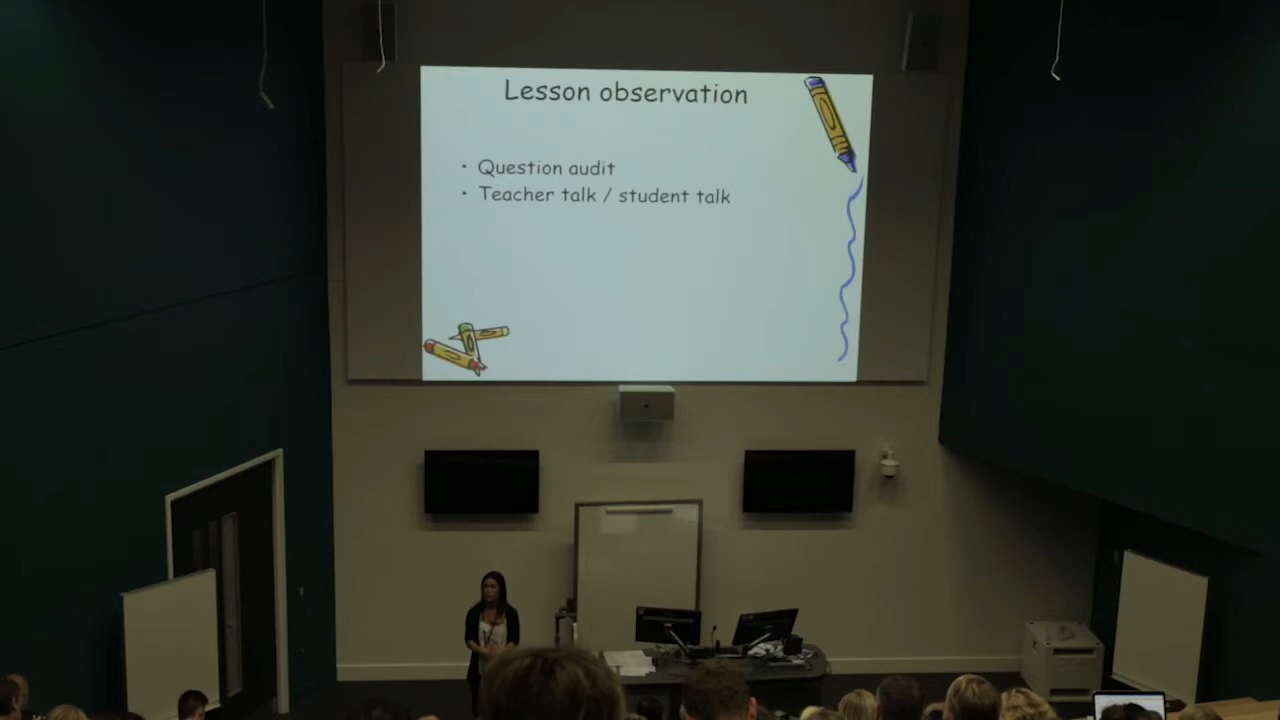 Lesson observation
• Question audit
• Teacher talk / student talk